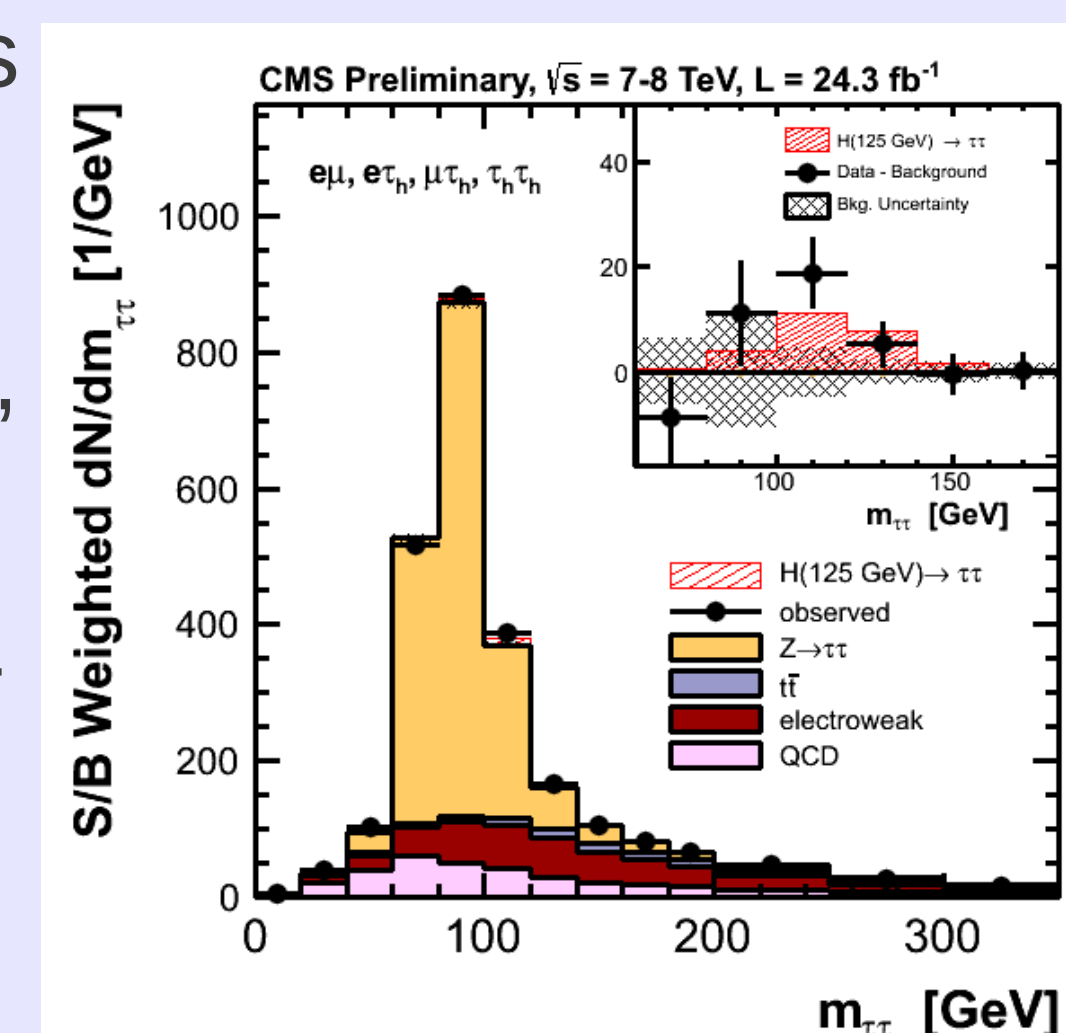 s
,
CMS Preliminary, √s = 7-8 TeV, L = 24.3 fb⁻¹
S/B Weighted dN/dmττ [1/GeV]
eμ, eτh, μτh, τhτh
1000
800
600
400
200
0
0 100 200 300
mττ [GeV]
H(125 GeV) → ττ
Data - Background
Bkg. Uncertainty
40
20
0
100 150
mττ [GeV]
H(125 GeV)→ ττ
observed
Z→ττ
tt̄
electroweak
QCD